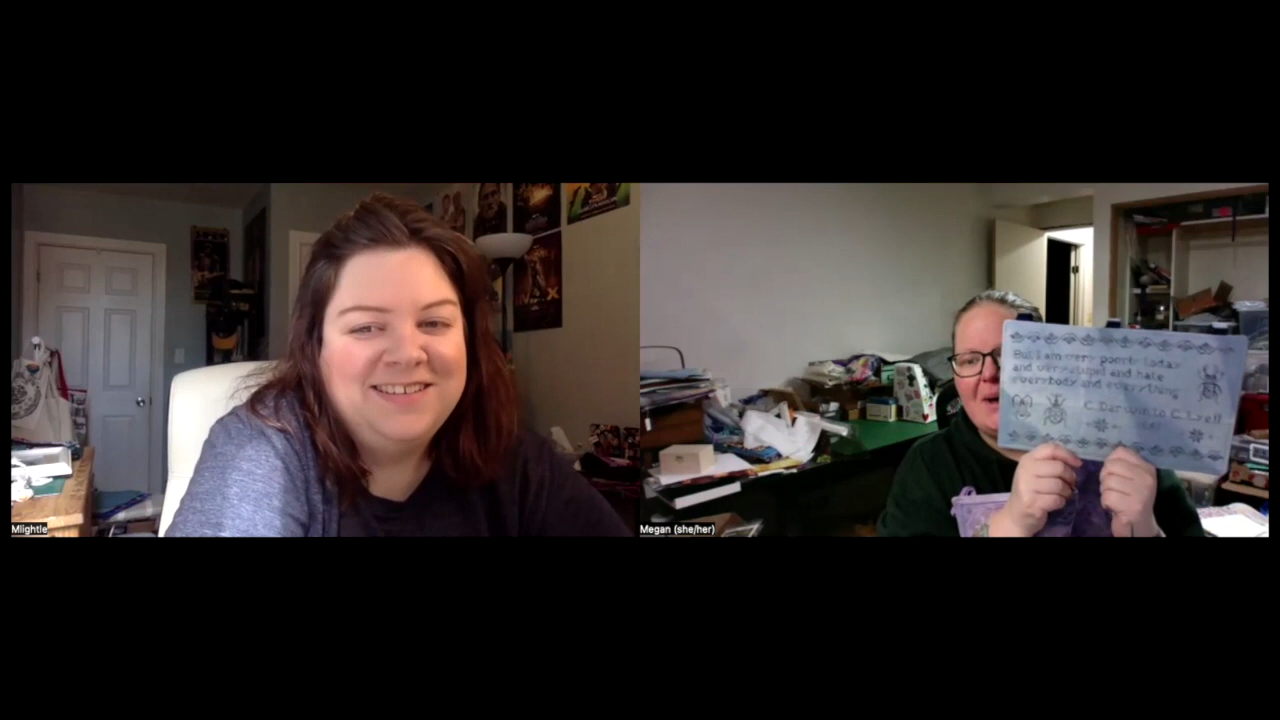 But I am very poorly today
and very stupid and hate
everybody and everything
C. Darwin to C. Lyell
Mlightle
Megan (she/her)